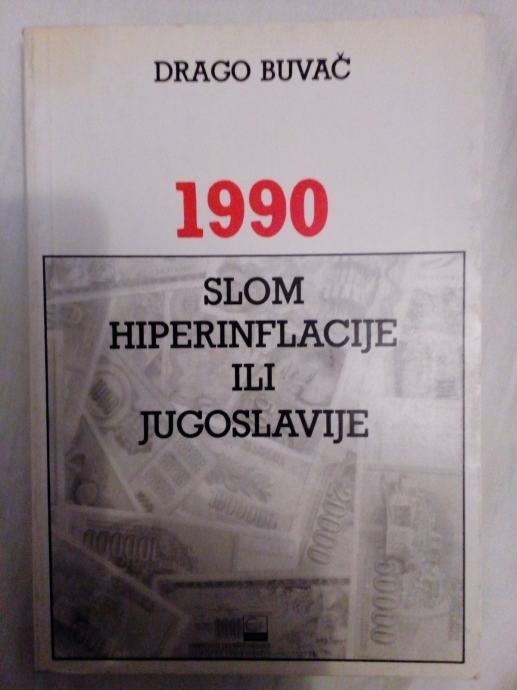 DRAGO BUVAČ
1990
SLOM
HIPERINFLACIJE
ILI
JUGOSLAVIJE